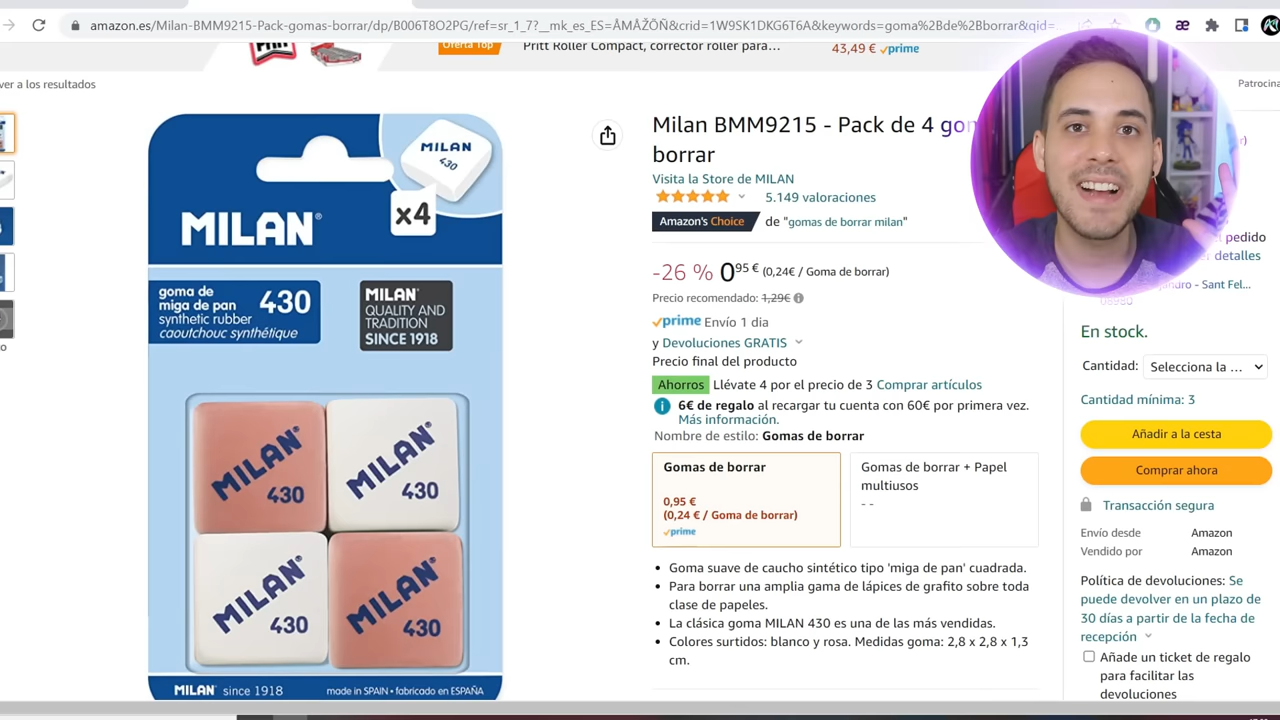 amazon.es/Milan-BMM9215-Pack-gomas-borrar/dp/B006T8O2PG/ref=sr_1_7?__mk_es_ES=ÅMÅŽÕÑ&crid=1W9SK1DKG6T6A&keywords=goma%2Bde%2Bborrar&qid=
Oferta Top
Pritt Roller Compact, corrector roller para…
43,49 € prime
ver a los resultados
Patrocina
MILAN
430
x4
MILAN®
goma de
miga de pan 430
synthetic rubber
caoutchouc synthétique
MILAN®
QUALITY AND
TRADITION
SINCE 1918
MILAN®
430
MILAN®
430
MILAN®
430
MILAN®
430
MILAN since 1918
made in SPAIN • fabricado en ESPAÑA
Milan BMM9215 - Pack de 4 gom
borrar
Visita la Store de MILAN
5.149 valoraciones
Amazon's Choice de "gomas de borrar milan"
-26 % 0,95 € (0,24€ / Goma de borrar)
Precio recomendado: 1,29€
prime Envío 1 dia
y Devoluciones GRATIS
Precio final del producto
Ahorros Llévate 4 por el precio de 3 Comprar artículos
6€ de regalo al recargar tu cuenta con 60€ por primera vez.
Más información.
Nombre de estilo: Gomas de borrar
Gomas de borrar
0,95 €
(0,24 € / Goma de borrar)
prime
Gomas de borrar + Papel
multiusos
- -
• Goma suave de caucho sintético tipo 'miga de pan' cuadrada.
• Para borrar una amplia gama de lápices de grafito sobre toda
clase de papeles.
• La clásica goma MILAN 430 es una de las más vendidas.
• Colores surtidos: blanco y rosa. Medidas goma: 2,8 x 2,8 x 1,3
cm.
pedido
detalles
jandro - Sant Fel...
En stock.
Cantidad: Selecciona la ...
Cantidad mínima: 3
Añadir a la cesta
Comprar ahora
Transacción segura
Envío desde Amazon
Vendido por Amazon
Política de devoluciones: Se
puede devolver en un plazo de
30 días a partir de la fecha de
recepción
Añade un ticket de regalo
para facilitar las
devoluciones